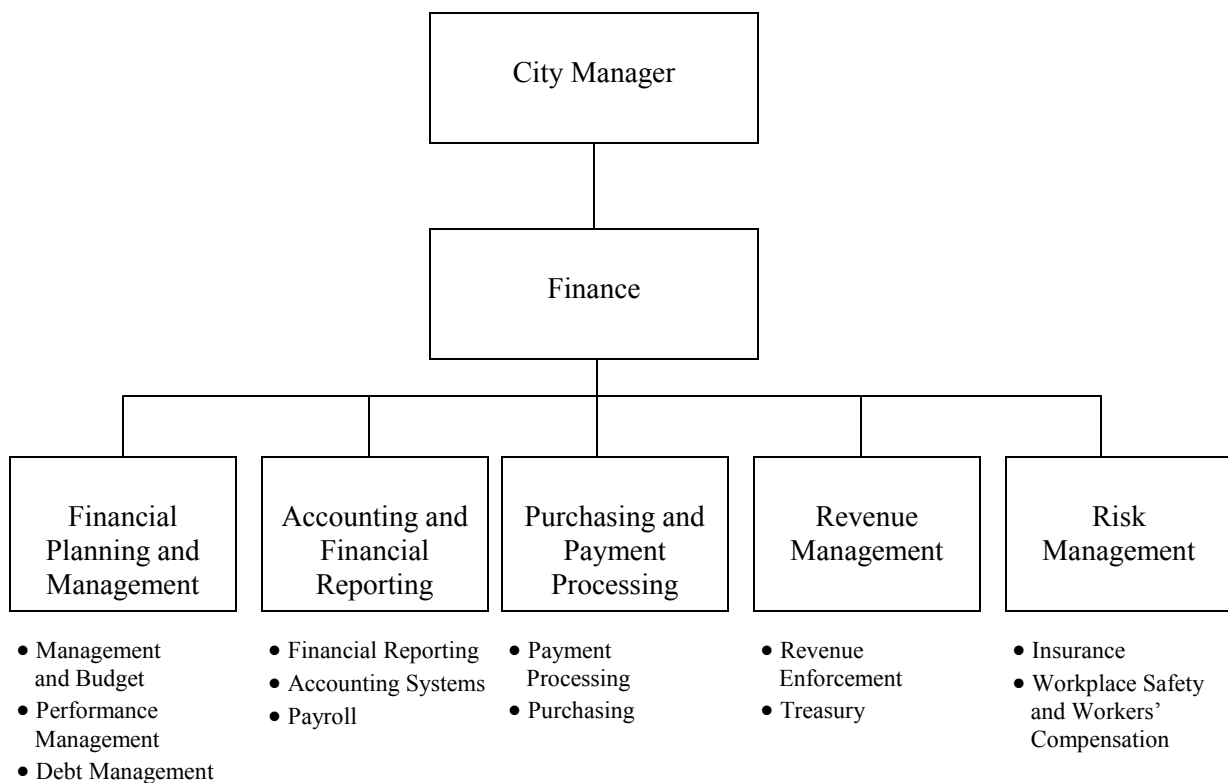 City Manager
Finance
Financial
Planning and
Management
Accounting and
Financial
Reporting
Purchasing and
Payment
Processing
Revenue
Management
Risk
Management
• Management
and Budget
• Performance
Management
• Debt Management
• Financial Reporting
• Accounting Systems
• Payroll
• Payment
Processing
• Purchasing
• Revenue
Enforcement
• Treasury
• Insurance
• Workplace Safety
and Workers’
Compensation